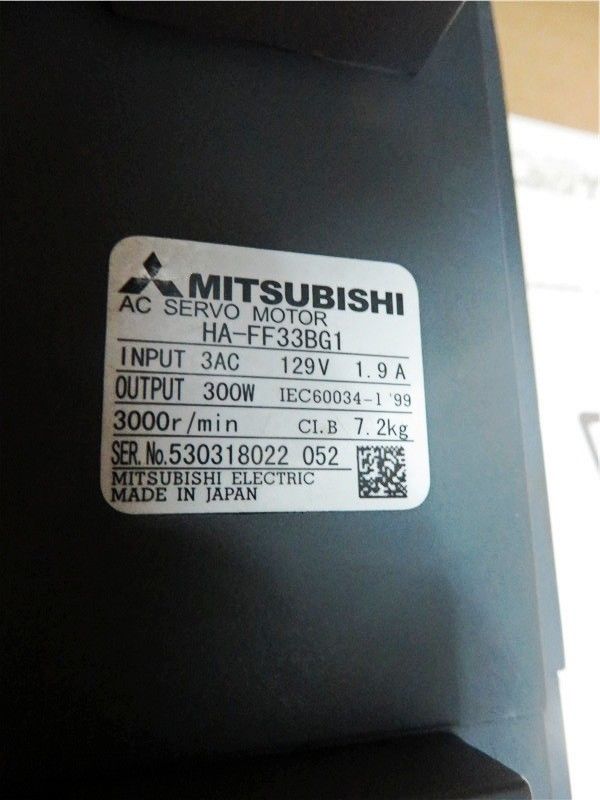 MITSUBISHI
AC SERVO MOTOR
HA-FF33BG1
INPUT 3AC 129V 1.9A
OUTPUT 300W IEC60034-1 '99
3000r/min CI.B 7.2kg
SER.No.530318022 052
MITSUBISHI ELECTRIC
MADE IN JAPAN